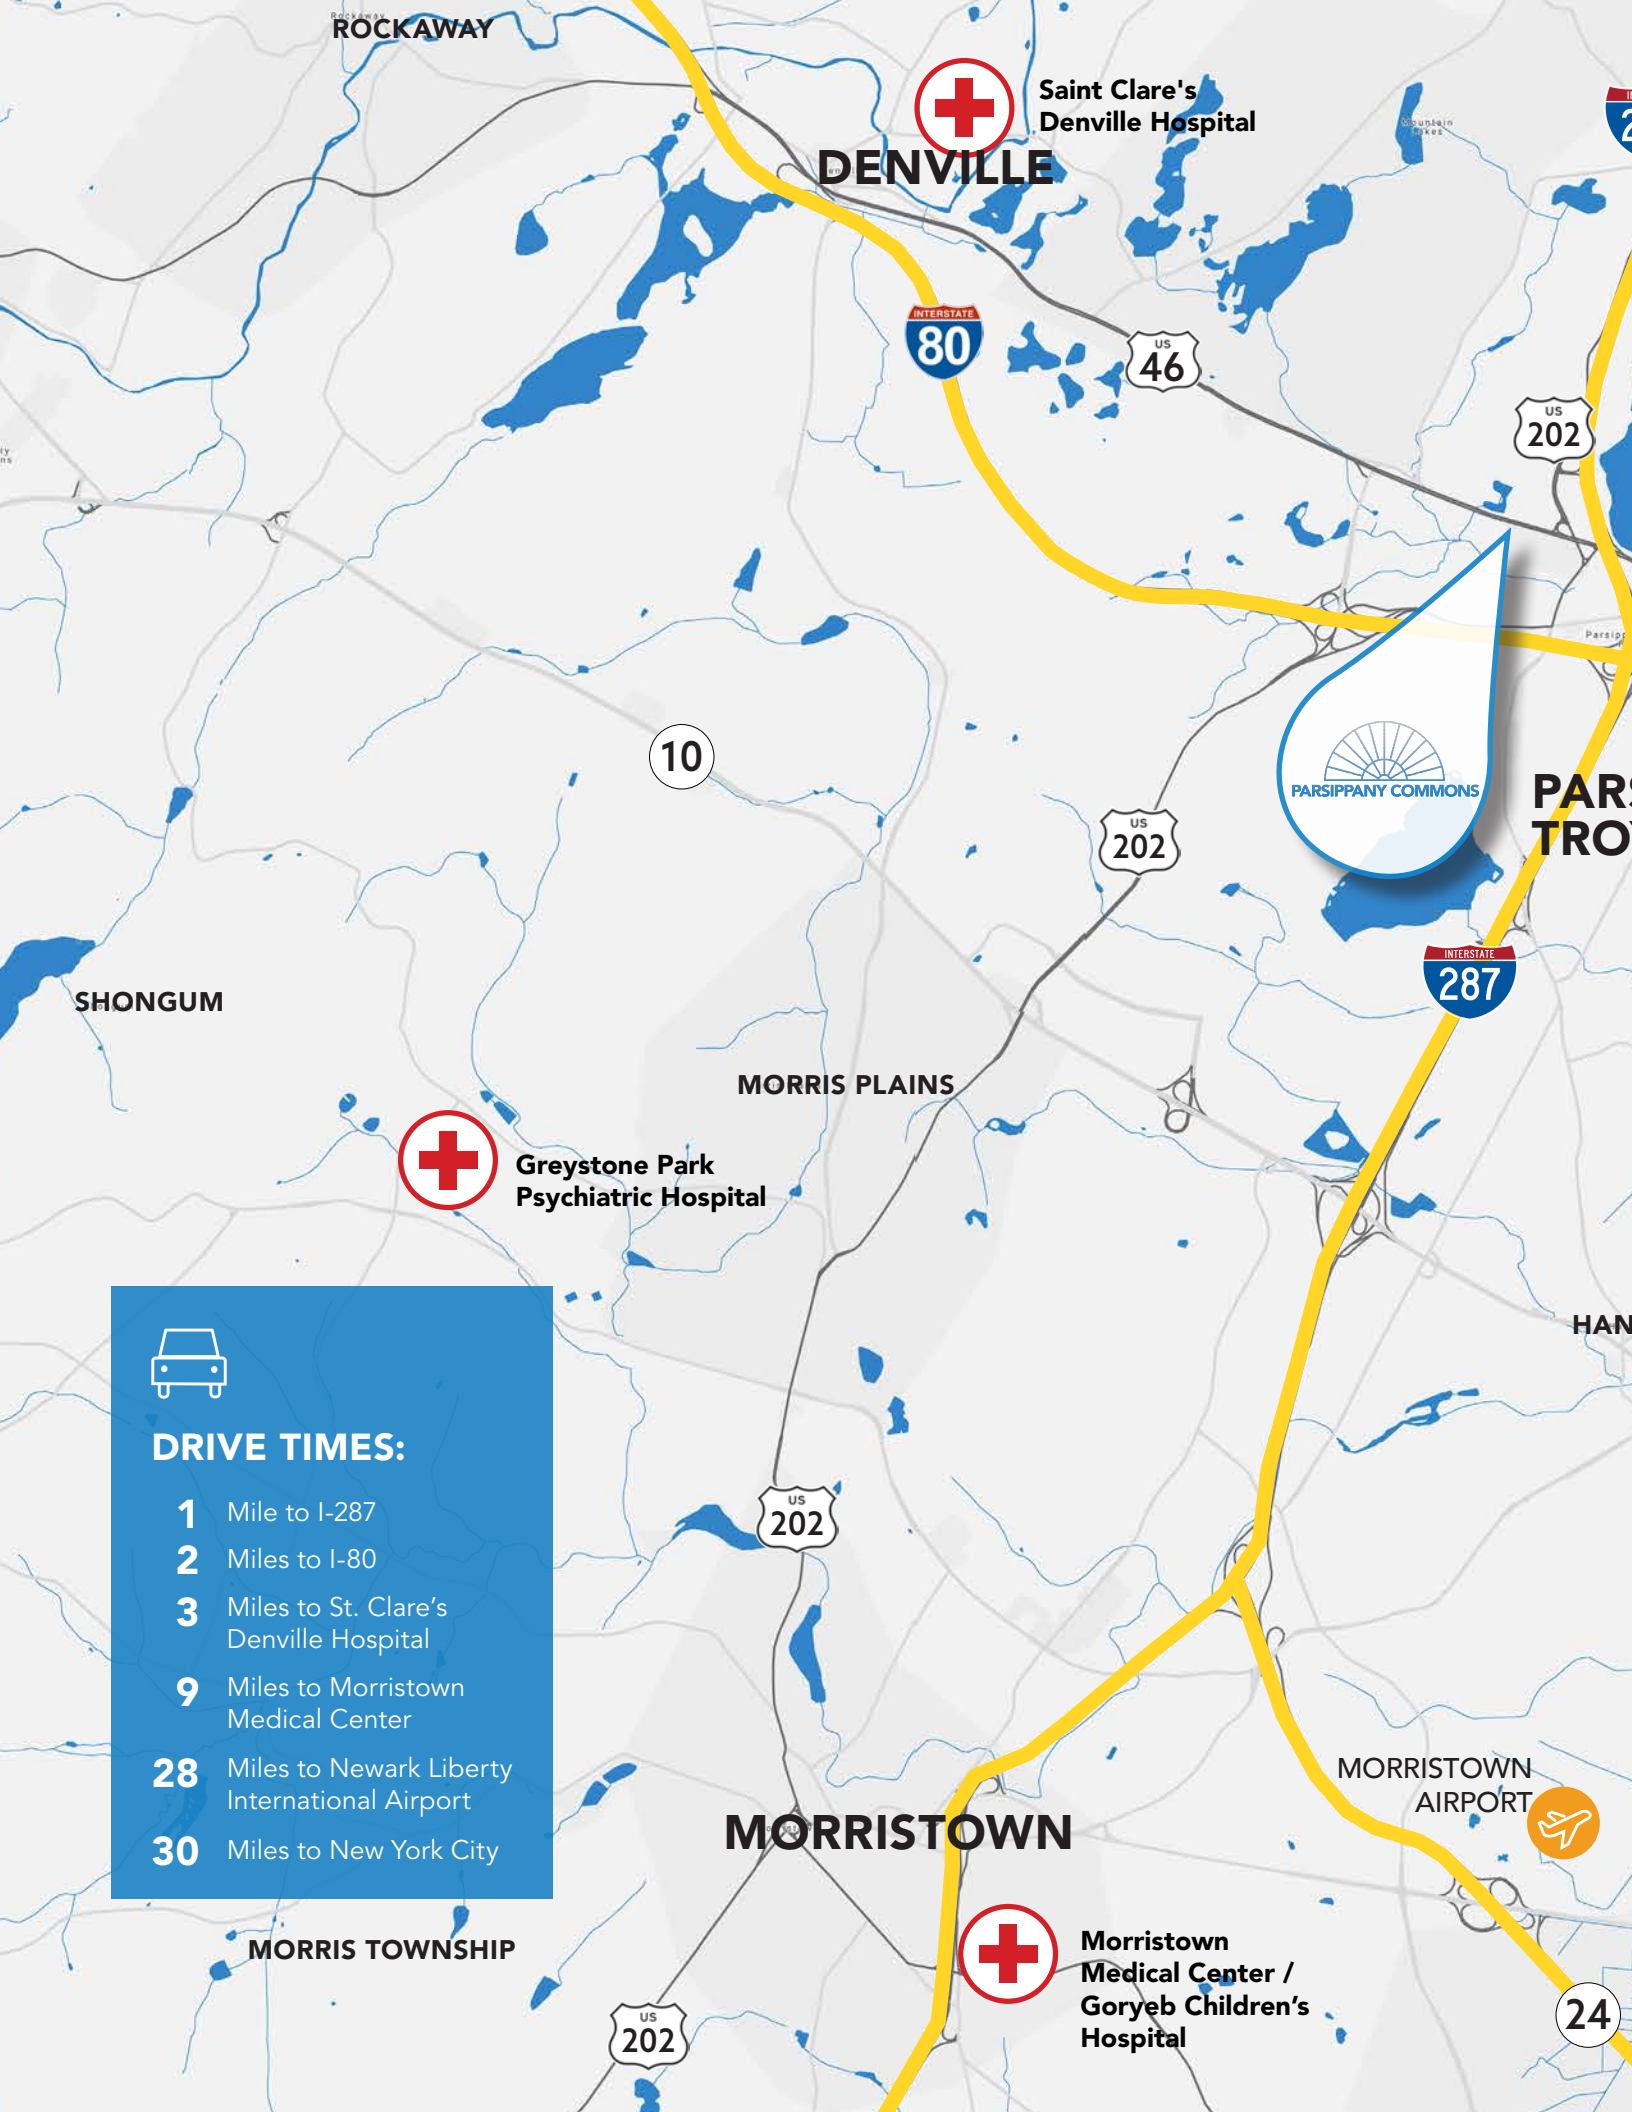 ROCKAWAY
Saint Clare's
Denville Hospital
DENVILLE
Mountain
Lakes
INTERSTATE
80
US
46
US
202
10
US
202
PARSIPPANY COMMONS
INTERSTATE
287
SHONGUM
MORRIS PLAINS
Greystone Park
Psychiatric Hospital
DRIVE TIMES:
1 Mile to I-287
2 Miles to I-80
3 Miles to St. Clare’s
Denville Hospital
9 Miles to Morristown
Medical Center
28 Miles to Newark Liberty
International Airport
30 Miles to New York City
US
202
MORRISTOWN
AIRPORT
MORRISTOWN
MORRIS TOWNSHIP
Morristown
Medical Center /
Goryeb Children’s
Hospital
24
US
202